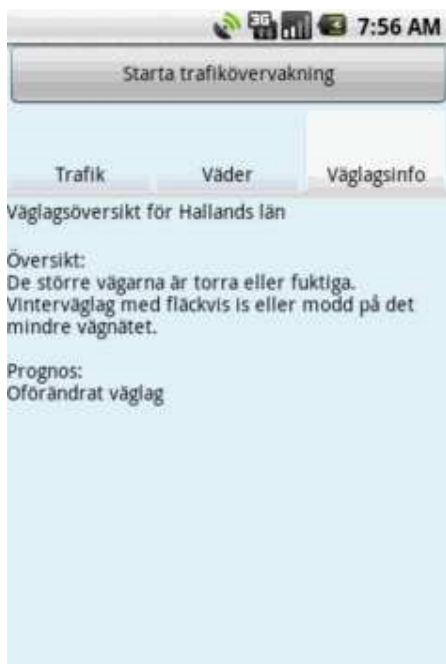 3G
7:56 AM
Starta trafikövervakning
Trafik Väder Väglagsinfo
Väglagsöversikt för Hallands län
Översikt:
De större vägarna är torra eller fuktiga.
Vinterväglag med fläckvis is eller modd på det
mindre vägnätet.
Prognos:
Oförändrat väglag